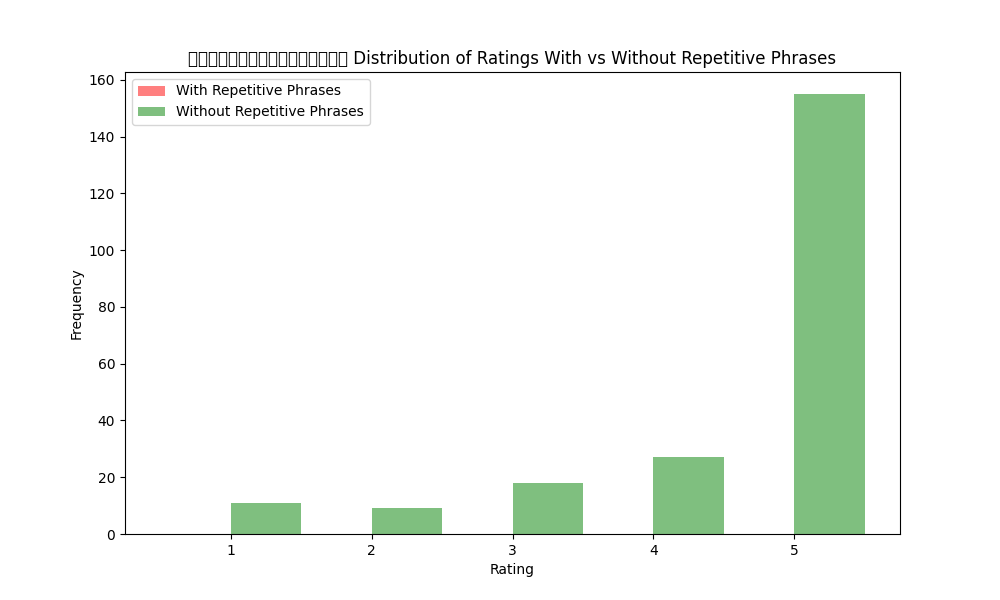 Distribution of Ratings With vs Without Repetitive Phrases
With Repetitive Phrases
Without Repetitive Phrases
Frequency
160
140
120
100
80
60
40
20
0
1 2 3 4 5
Rating